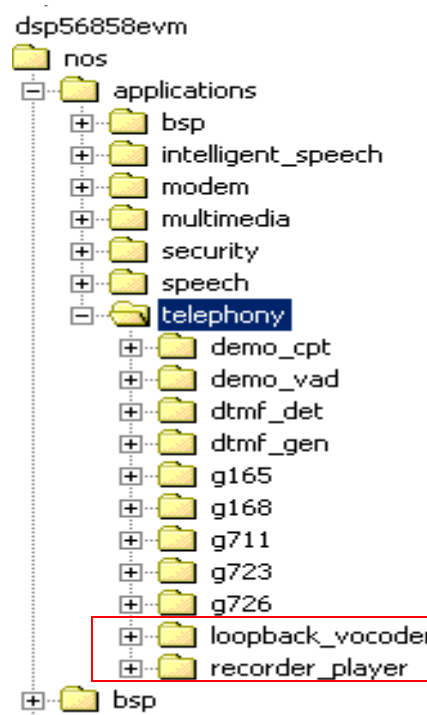 dsp56858evm
nos
applications
bsp
intelligent_speech
modem
multimedia
security
speech
telephony
demo_cpt
demo_vad
dtmf_det
dtmf_gen
g165
g168
g711
g723
g726
loopback_vocoder
recorder_player
bsp